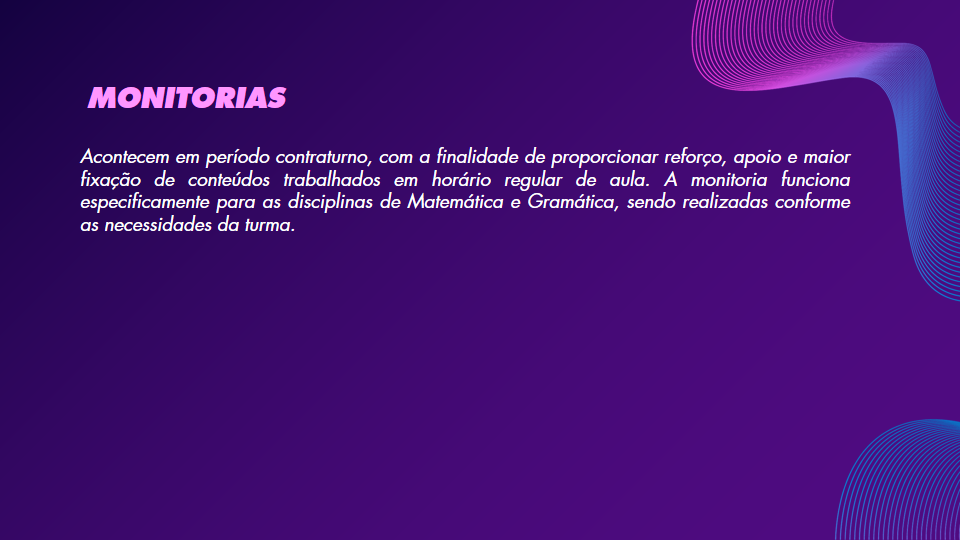 MONITORIAS
Acontecem em período contraturno, com a finalidade de proporcionar reforço, apoio e maior
fixação de conteúdos trabalhados em horário regular de aula. A monitoria funciona
especificamente para as disciplinas de Matemática e Gramática, sendo realizadas conforme
as necessidades da turma.